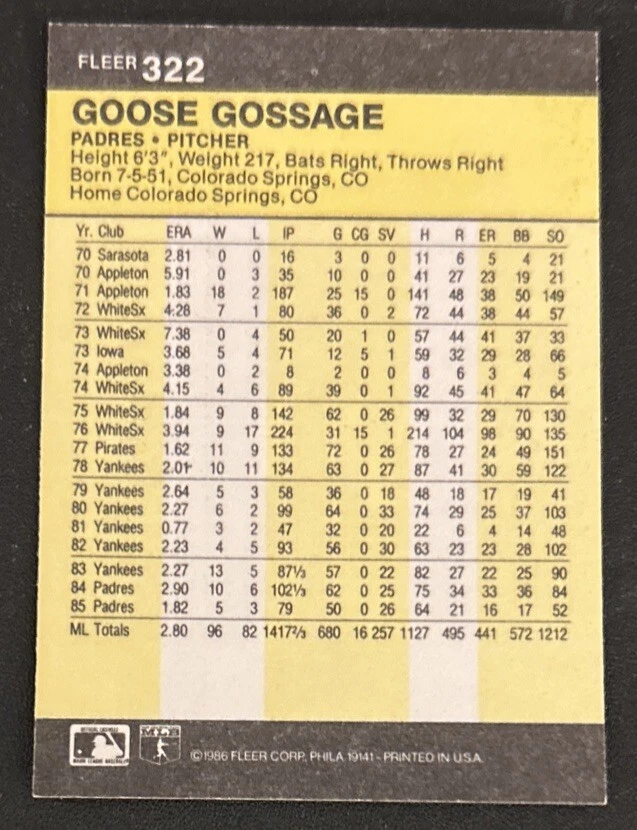 FLEER 322
GOOSE GOSSAGE
PADRES • PITCHER
Height 6'3", Weight 217, Bats Right, Throws Right
Born 7-5-51, Colorado Springs, CO
Home Colorado Springs, CO
Yr. Club ERA W L IP G CG SV H R ER BB SO
70 Sarasota 2.81 0 0 16 3 0 0 11 6 5 4 21
70 Appleton 5.91 0 3 35 10 0 0 41 27 23 19 21
71 Appleton 1.83 18 2 187 25 15 0 141 48 38 50 149
72 WhiteSx 4.28 7 1 80 36 0 2 72 44 38 44 57
73 WhiteSx 7.38 0 4 50 20 1 0 57 44 41 37 33
73 Iowa 3.68 5 4 71 12 5 1 59 32 29 28 66
74 Appleton 3.38 0 2 8 2 0 0 8 6 3 4 5
74 WhiteSx 4.15 4 6 89 39 0 1 92 45 41 47 64
75 WhiteSx 1.84 9 8 142 62 0 26 99 32 29 70 130
76 WhiteSx 3.94 9 17 224 31 15 1 214 104 98 90 135
77 Pirates 1.62 11 9 133 72 0 26 78 27 24 49 151
78 Yankees 2.01 10 11 134 63 0 27 87 41 30 59 122
79 Yankees 2.64 5 3 58 36 0 18 48 18 17 19 41
80 Yankees 2.27 6 2 99 64 0 33 74 29 25 37 103
81 Yankees 0.77 3 2 47 32 0 20 22 6 4 14 48
82 Yankees 2.23 4 5 93 56 0 30 63 23 23 28 102
83 Yankees 2.27 13 5 87⅓ 57 0 22 82 27 22 25 90
84 Padres 2.90 10 6 102⅓ 62 0 25 75 34 33 36 84
85 Padres 1.82 5 3 79 50 0 26 64 21 16 17 52
ML Totals 2.80 96 82 1417⅔ 680 16 257 1127 495 441 572 1212
MAJOR LEAGUE BASEBALL
©1986 FLEER CORP. PHILA 19141 - PRINTED IN U.S.A.